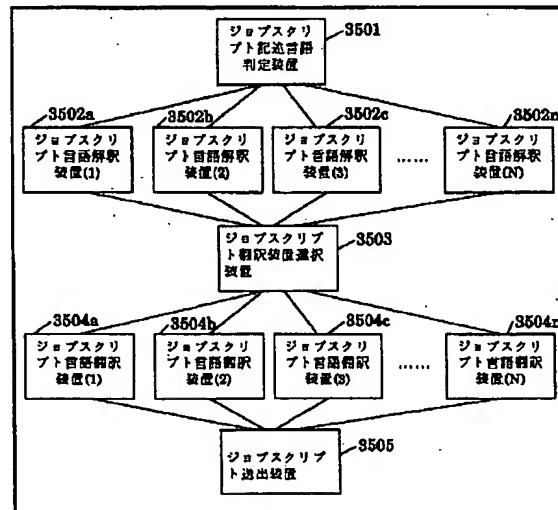 ジョブスクリ
プト記述言語
判定装置
3501
3502a
3502b
3502c
3502n
ジョブスクリ
プト言語解釈
装置(1)
ジョブスクリ
プト言語解釈
装置(2)
ジョブスクリ
プト言語解釈
装置(3)
……
ジョブスクリ
プト言語解釈
装置(N)
ジョブスクリプ
ト翻訳装置選択
装置
3503
3504a
3504b
3504c
3504n
ジョブスクリ
プト言語翻訳
装置(1)
ジョブスクリ
プト言語翻訳
装置(2)
ジョブスクリ
プト言語翻訳
装置(3)
……
ジョブスクリ
プト言語翻訳
装置(N)
ジョブスクリプ
ト送出装置
3505